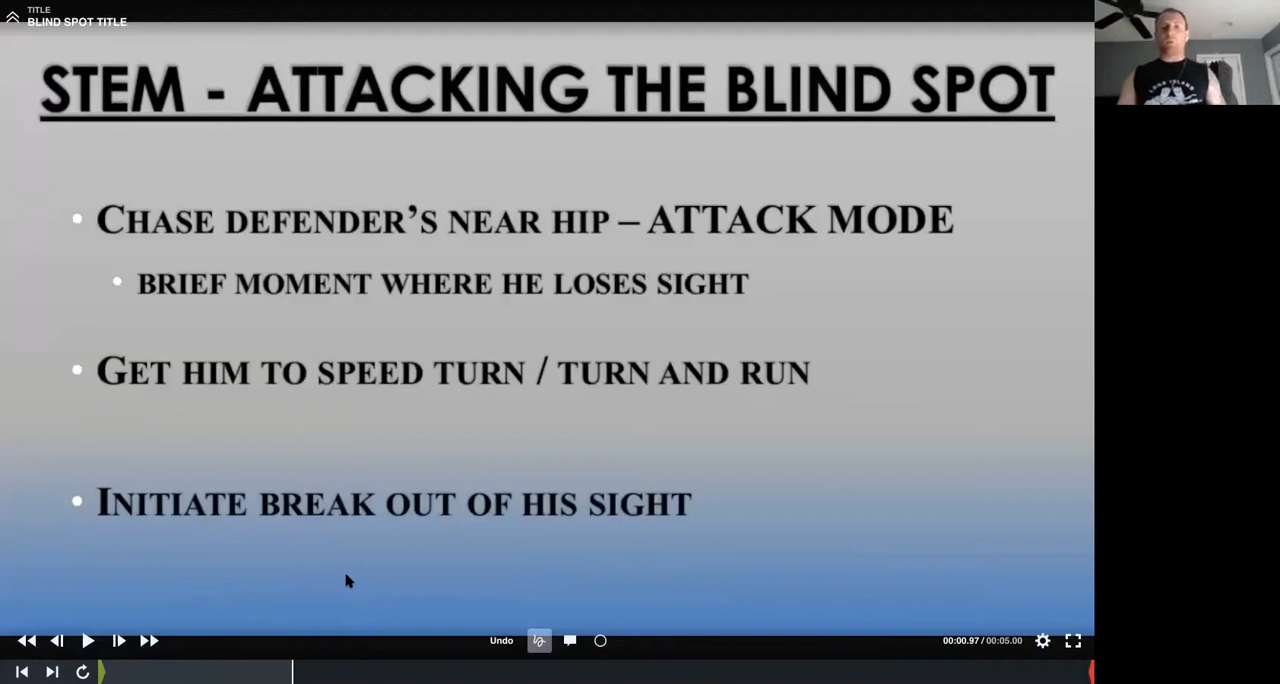 TITLE
BLIND SPOT TITLE
STEM - ATTACKING THE BLIND SPOT
• CHASE DEFENDER'S NEAR HIP – ATTACK MODE
• BRIEF MOMENT WHERE HE LOSES SIGHT
• GET HIM TO SPEED TURN / TURN AND RUN
• INITIATE BREAK OUT OF HIS SIGHT
LONG ISLAND
Undo
00:00.97 / 00:05.00